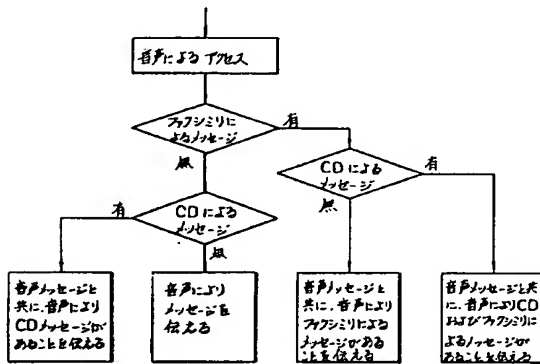 音声によるアクセス
ファクシミリに
よるメッセージ
有
無
CDによる
メッセージ
有
無
CDによる
メッセージ
有
無
音声メッセージと
共に、音声により
CDメッセージが
あることを伝える
音声により
メッセージを
伝える
音声メッセージと
共に、音声により
ファクシミリによる
メッセージがある
ことを伝える
音声メッセージと共
に、音声によりCD
およびファクシミリに
よるメッセージが
あることを伝える